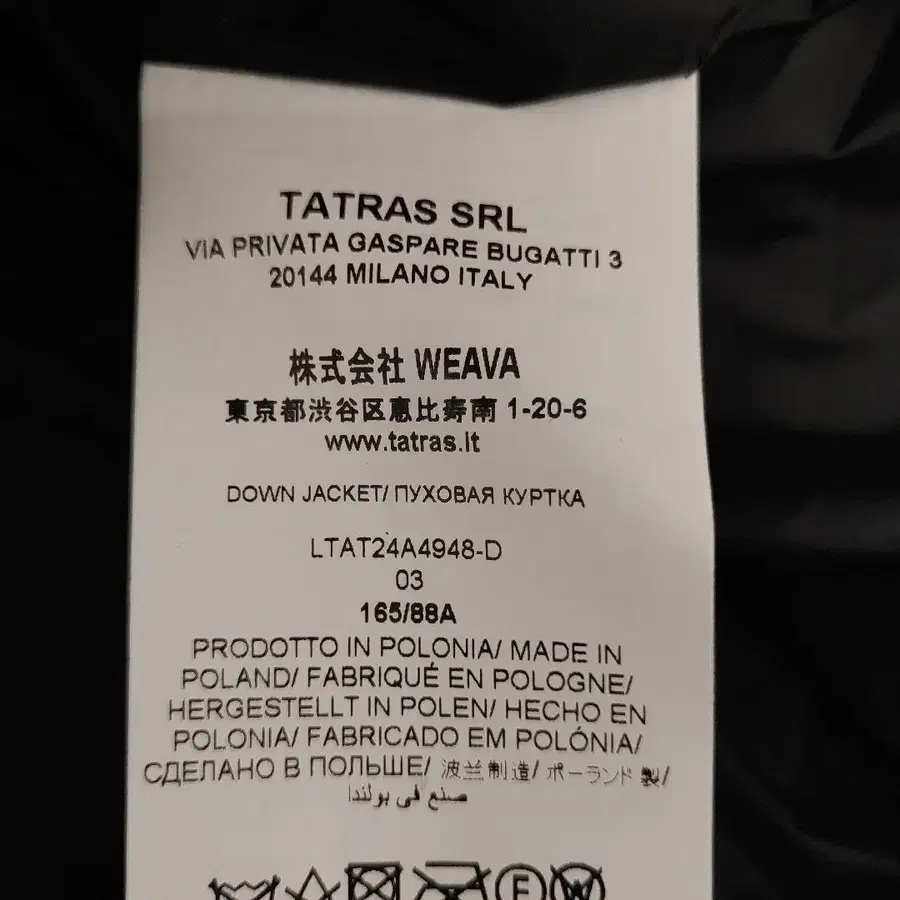 TATRAS SRL
VIA PRIVATA GASPARE BUGATTI 3
20144 MILANO ITALY
株式会社 WEAVA
東京都渋谷区恵比寿南 1-20-6
www.tatras.it
DOWN JACKET/ ПУХОВАЯ КУРТКА
LTAT24A4948-D
03
165/88A
PRODOTTO IN POLONIA/ MADE IN
POLAND/ FABRIQUÉ EN POLOGNE/
HERGESTELLT IN POLEN/ HECHO EN
POLONIA/ FABRICADO EM POLÓNIA/
СДЕЛАНО В ПОЛЬШЕ/ 波兰制造/ ポーランド製/
صنع في بولندا
F W